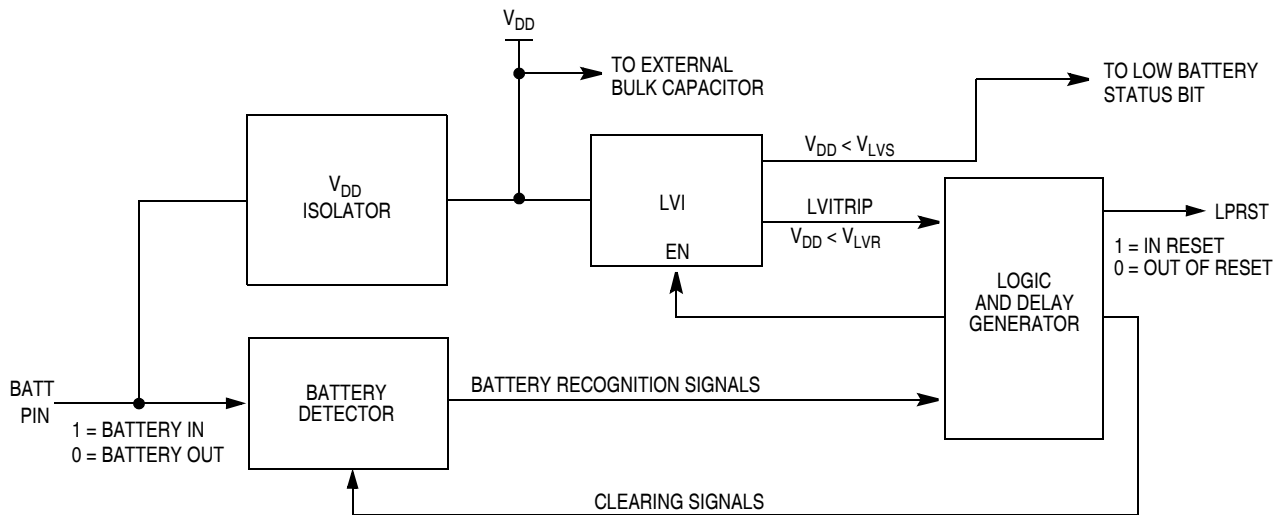 VDD
TO EXTERNAL
BULK CAPACITOR
TO LOW BATTERY
STATUS BIT
VDD < VLVS
VDD
ISOLATOR
LVI
EN
LVITRIP
VDD < VLVR
LPRST
1 = IN RESET
0 = OUT OF RESET
LOGIC
AND DELAY
GENERATOR
BATT
PIN
1 = BATTERY IN
0 = BATTERY OUT
BATTERY
DETECTOR
BATTERY RECOGNITION SIGNALS
CLEARING SIGNALS